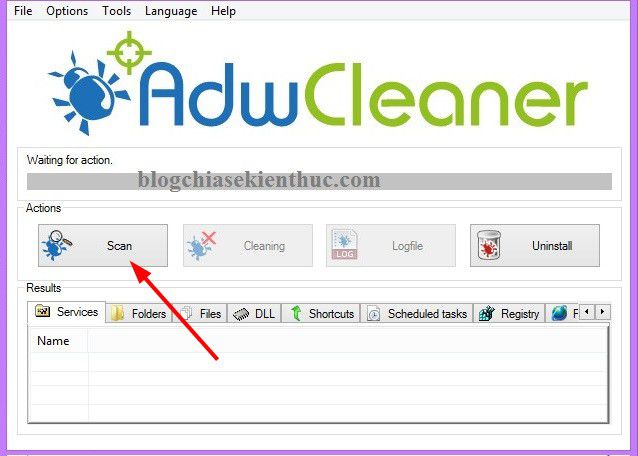 File Options Tools Language Help
AdwCleaner
Waiting for action.
blogchiasekienthuc.com
Actions
Scan Cleaning LOG Logfile Uninstall
Results
Services Folders Files DLL Shortcuts Scheduled tasks Registry
Name